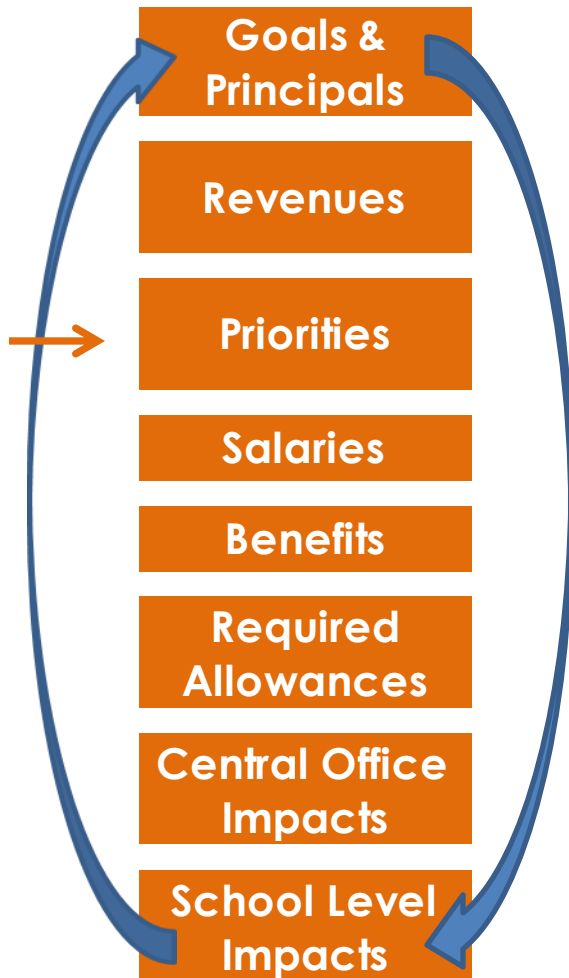 Goals &
Principals
Revenues
Priorities
Salaries
Benefits
Required
Allowances
Central Office
Impacts
School Level
Impacts